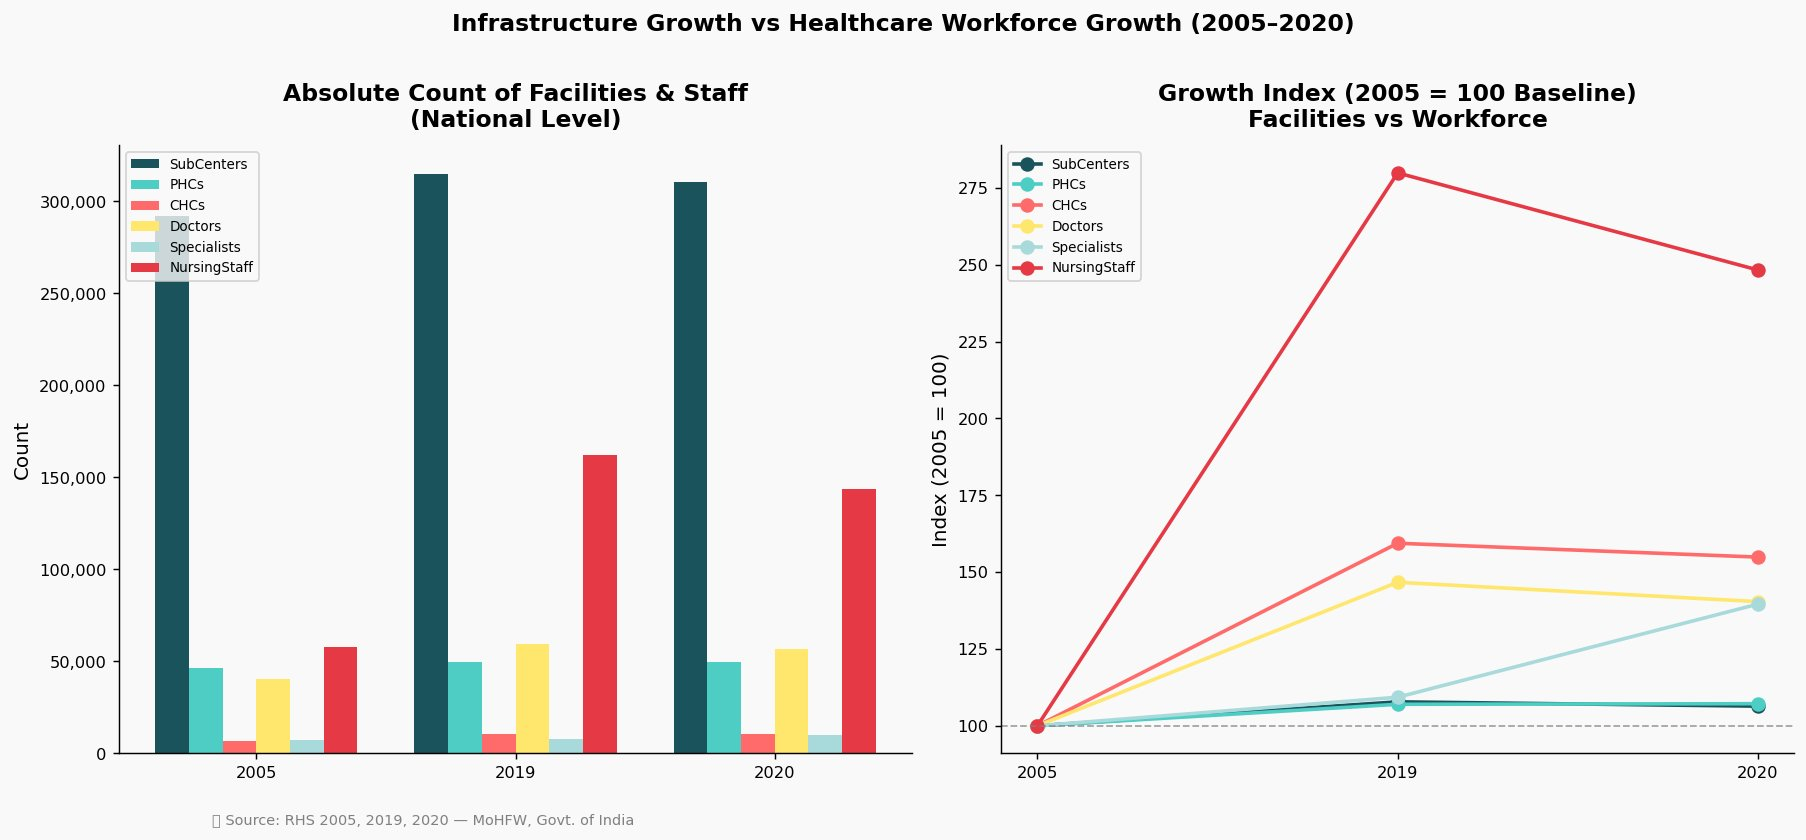 Infrastructure Growth vs Healthcare Workforce Growth (2005–2020)
Absolute Count of Facilities & Staff
(National Level)
SubCenters
PHCs
CHCs
Doctors
Specialists
NursingStaff
Count
300,000
250,000
200,000
150,000
100,000
50,000
0
2005
2019
2020
Growth Index (2005 = 100 Baseline)
Facilities vs Workforce
SubCenters
PHCs
CHCs
Doctors
Specialists
NursingStaff
Index (2005 = 100)
275
250
225
200
175
150
125
100
2005
2019
2020
Source: RHS 2005, 2019, 2020 — MoHFW, Govt. of India